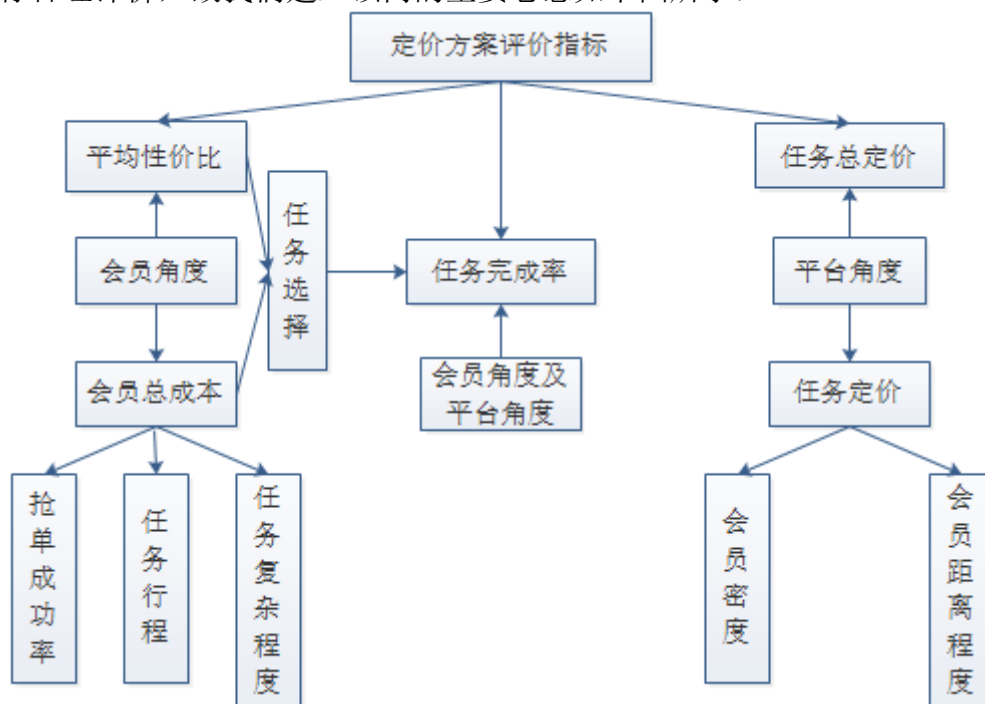 定价方案评价指标
平均性价比
任务总定价
任务选择
会员角度
任务完成率
平台角度
会员总成本
会员角度及
平台角度
任务定价
抢单成功率
任务行程
任务复杂程度
会员密度
会员距离程度